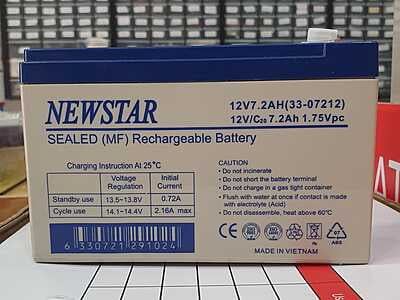 NEWSTAR
12V7.2AH(33-07212)
12V/C₂₀ 7.2Ah 1.75Vpc
SEALED (MF) Rechargeable Battery
Charging Instruction At 25°C
Voltage Regulation Initial Current
Standby use 13.5~13.8V 0.72A
Cycle use 14.1~14.4V 2.16A max
6 330721 291024
CAUTION
• Do not incinerate
• Do not short the battery terminal
• Do not charge in a gas tight container
• Flush with water at once if contact is made
with electrolyte (Acid)
• Do not disassemble, heat above 60°C
Pb
07
ABS
MADE IN VIETNAM